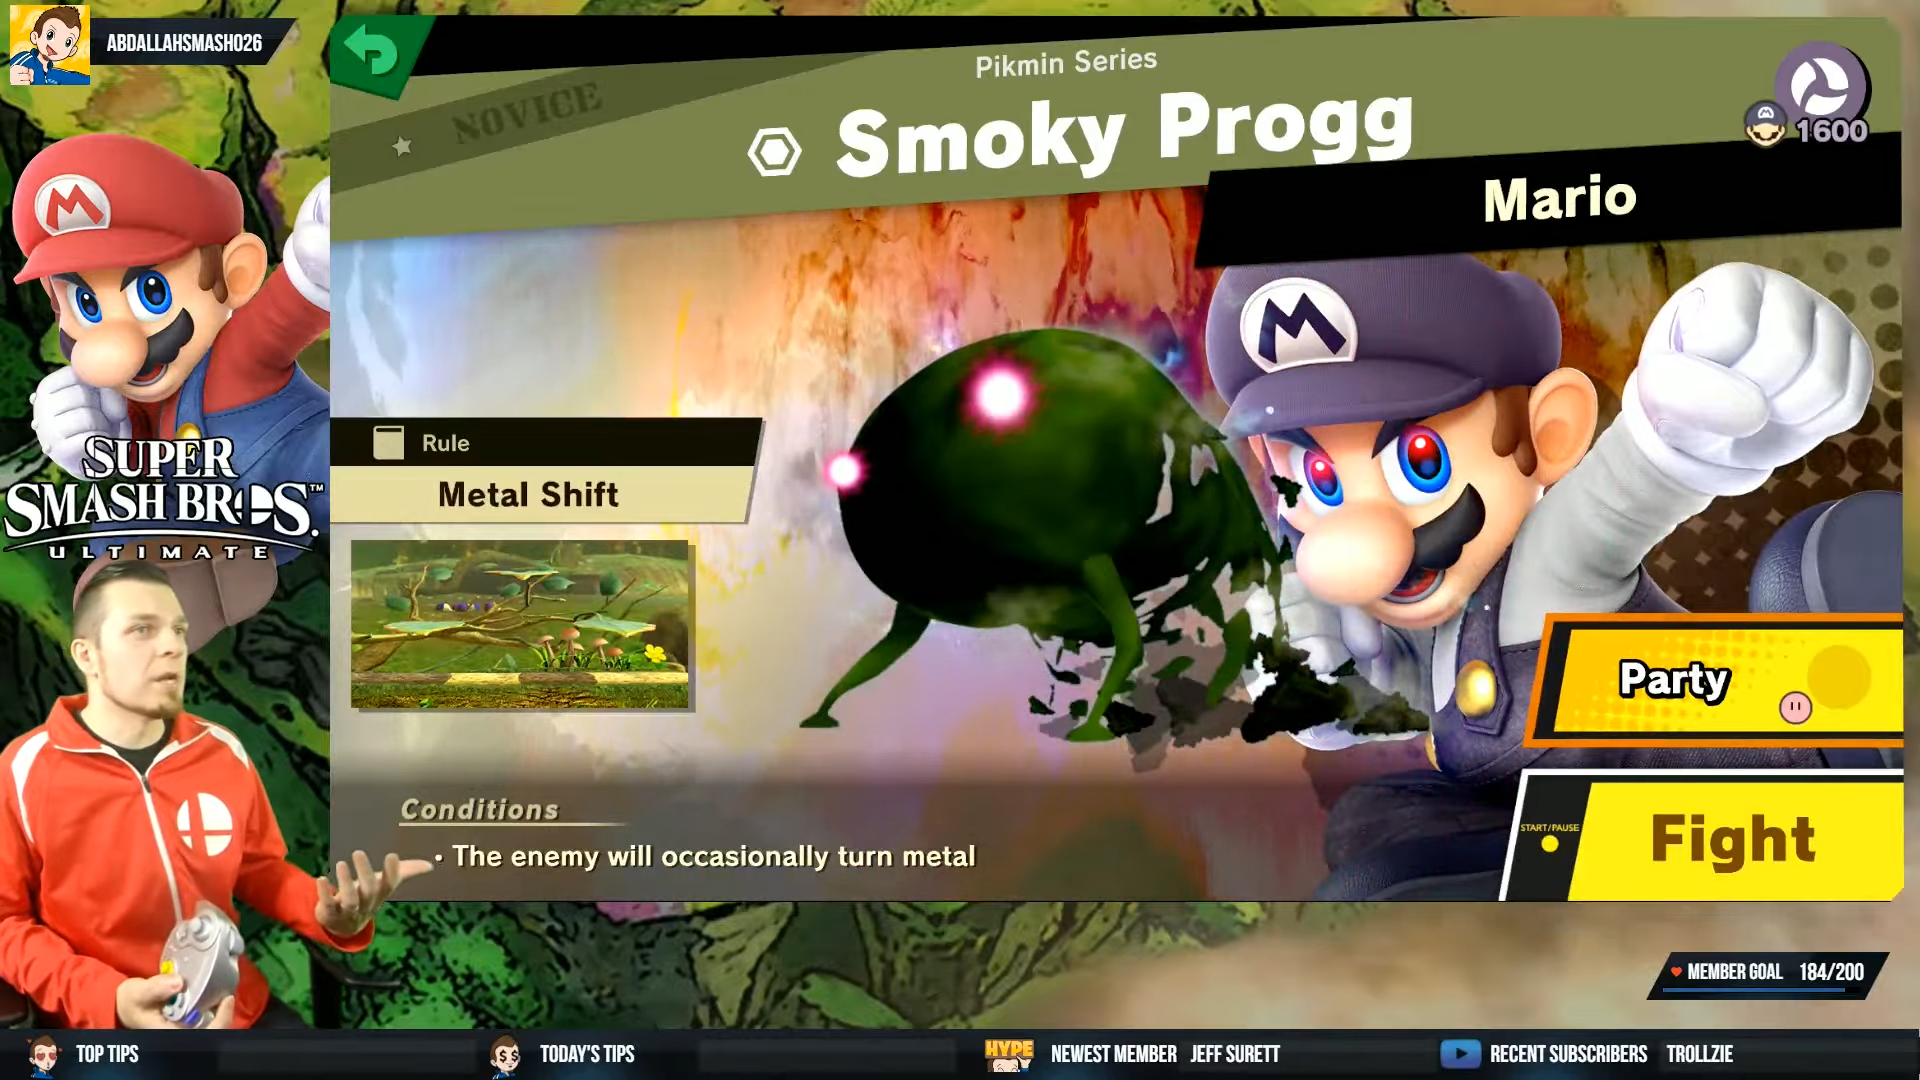 ABDALLAHSMASH026
Pikmin Series
NOVICE
Smoky Progg
1600
Mario
M
M
SUPER
SMASH BROS.™
ULTIMATE
Rule
Metal Shift
Party
Conditions
• The enemy will occasionally turn metal
START/PAUSE
Fight
MEMBER GOAL 184/200
TOP TIPS
TODAY'S TIPS
HYPE
NEWEST MEMBER JEFF SURETT
RECENT SUBSCRIBERS TROLLZIE